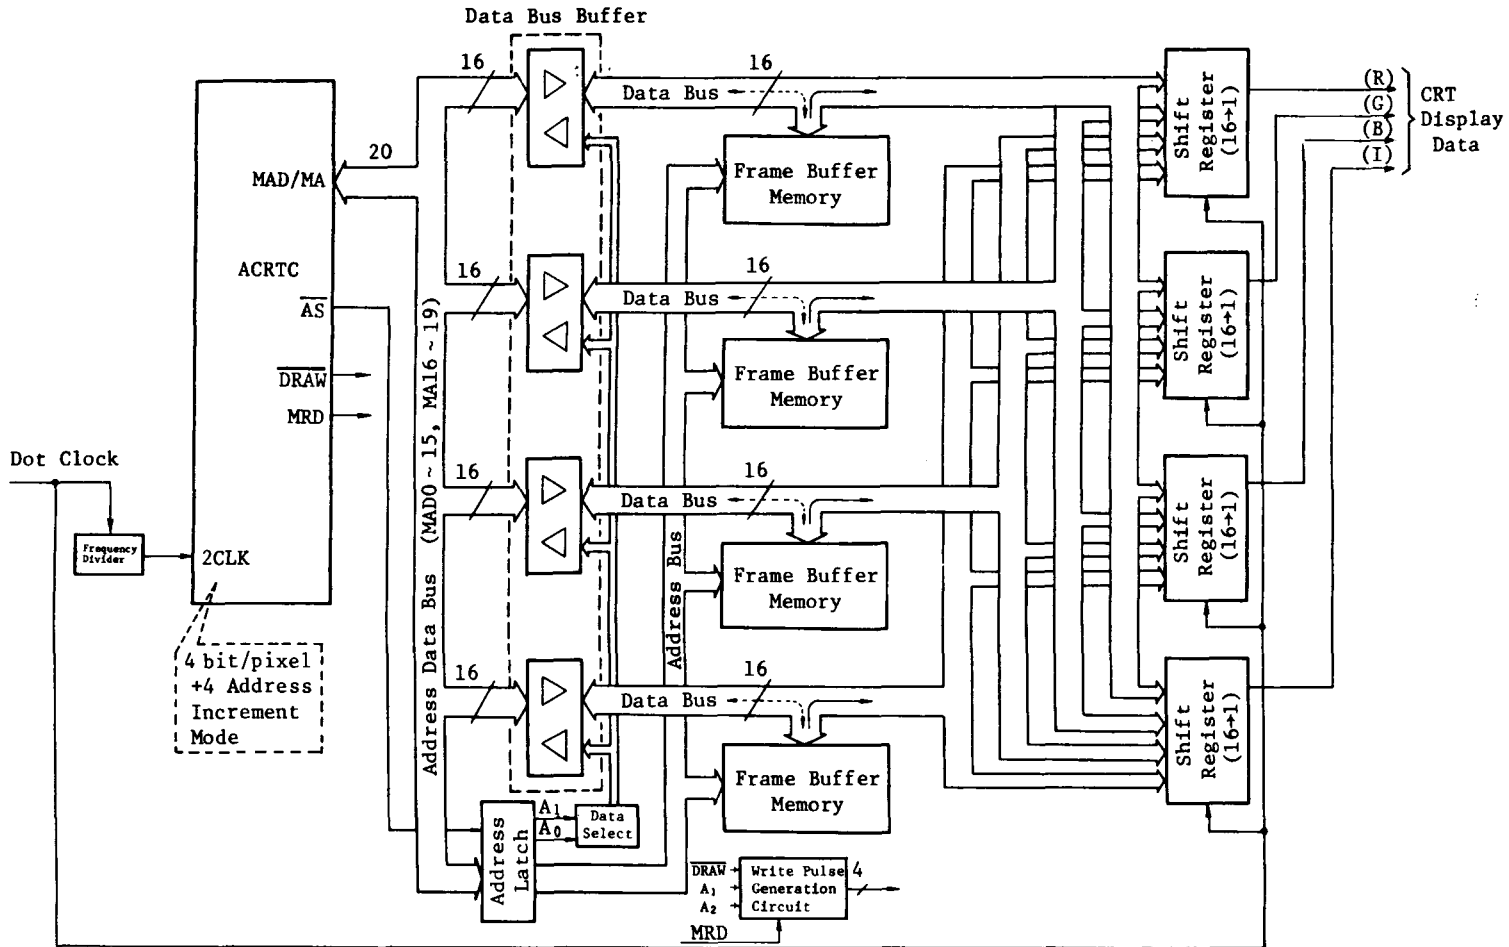 Data Bus Buffer
16
16
Data Bus
Shift
Register
(16→1)
(R)
(G)
(B)
(I)
CRT
Display
Data
20
MAD/MA
Frame Buffer
Memory
ACRTC
AS
DRAW
MRD
16
16
Data Bus
Frame Buffer
Memory
Shift
Register
(16→1)
Address Data Bus (MAD0~15, MA16~19)
Dot Clock
Frequency
Divider
2CLK
16
16
Data Bus
Frame Buffer
Memory
Shift
Register
(16→1)
Address Bus
4 bit/pixel
+4 Address
Increment
Mode
16
16
Data Bus
Frame Buffer
Memory
Shift
Register
(16→1)
Address
Latch
A1
A0
Data
Select
DRAW
A1
A2
Write Pulse
Generation
Circuit
4
MRD